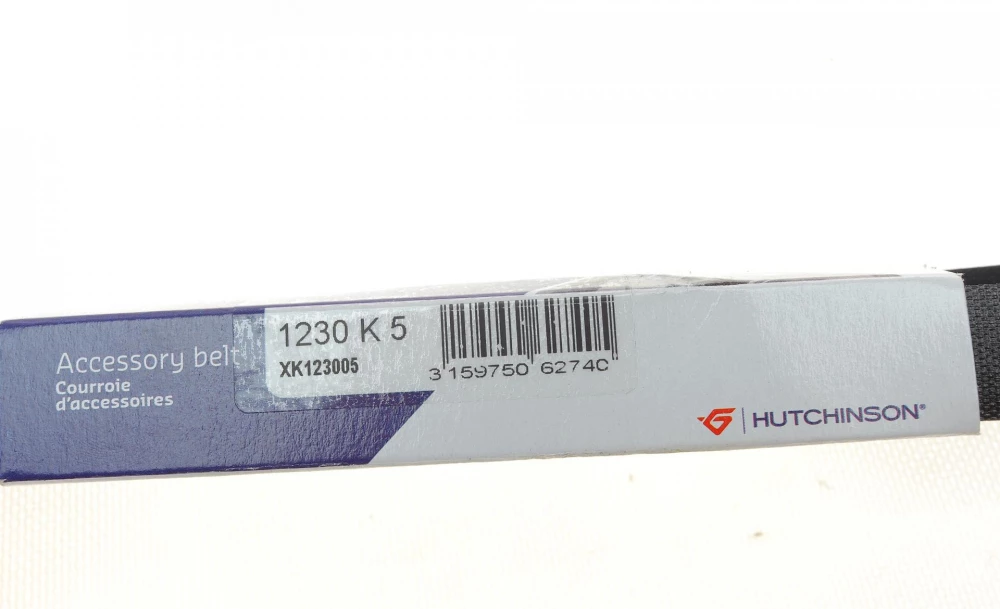 1230 K 5
XK123005
3 159750 62740
Accessory belt
Courroie
d'accessoires
HUTCHINSON®